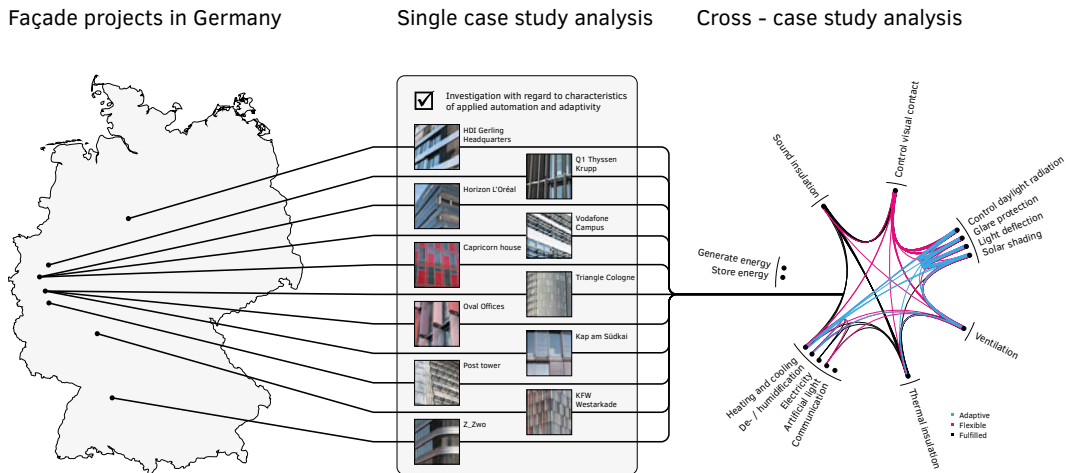 Façade projects in Germany
Single case study analysis
Cross - case study analysis
Investigation with regard to characteristics
of applied automation and adaptivity
HDI Gerling
Headquarters
Q1 Thyssen
Krupp
Horizon L'Oréal
Vodafone
Campus
Capricorn house
Triangle Cologne
Oval Offices
Kap am Südkai
Post tower
KFW
Westarkade
Z_Zwo
Sound insulation
Control visual contact
Control daylight radiation
Glare protection
Light deflection
Solar shading
Generate energy
Store energy
Ventilation
Heating and cooling
De- / humidification
Electricity
Artificial light
Communication
Thermal insulation
Adaptive
Flexible
Fulfilled